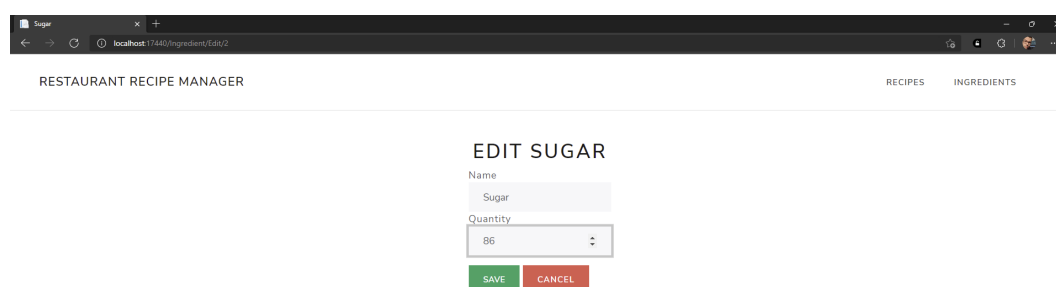 Sugar
localhost:17440/Ingredient/Edit/2
RESTAURANT RECIPE MANAGER
RECIPES INGREDIENTS
EDIT SUGAR
Name
Sugar
Quantity
86
SAVE CANCEL